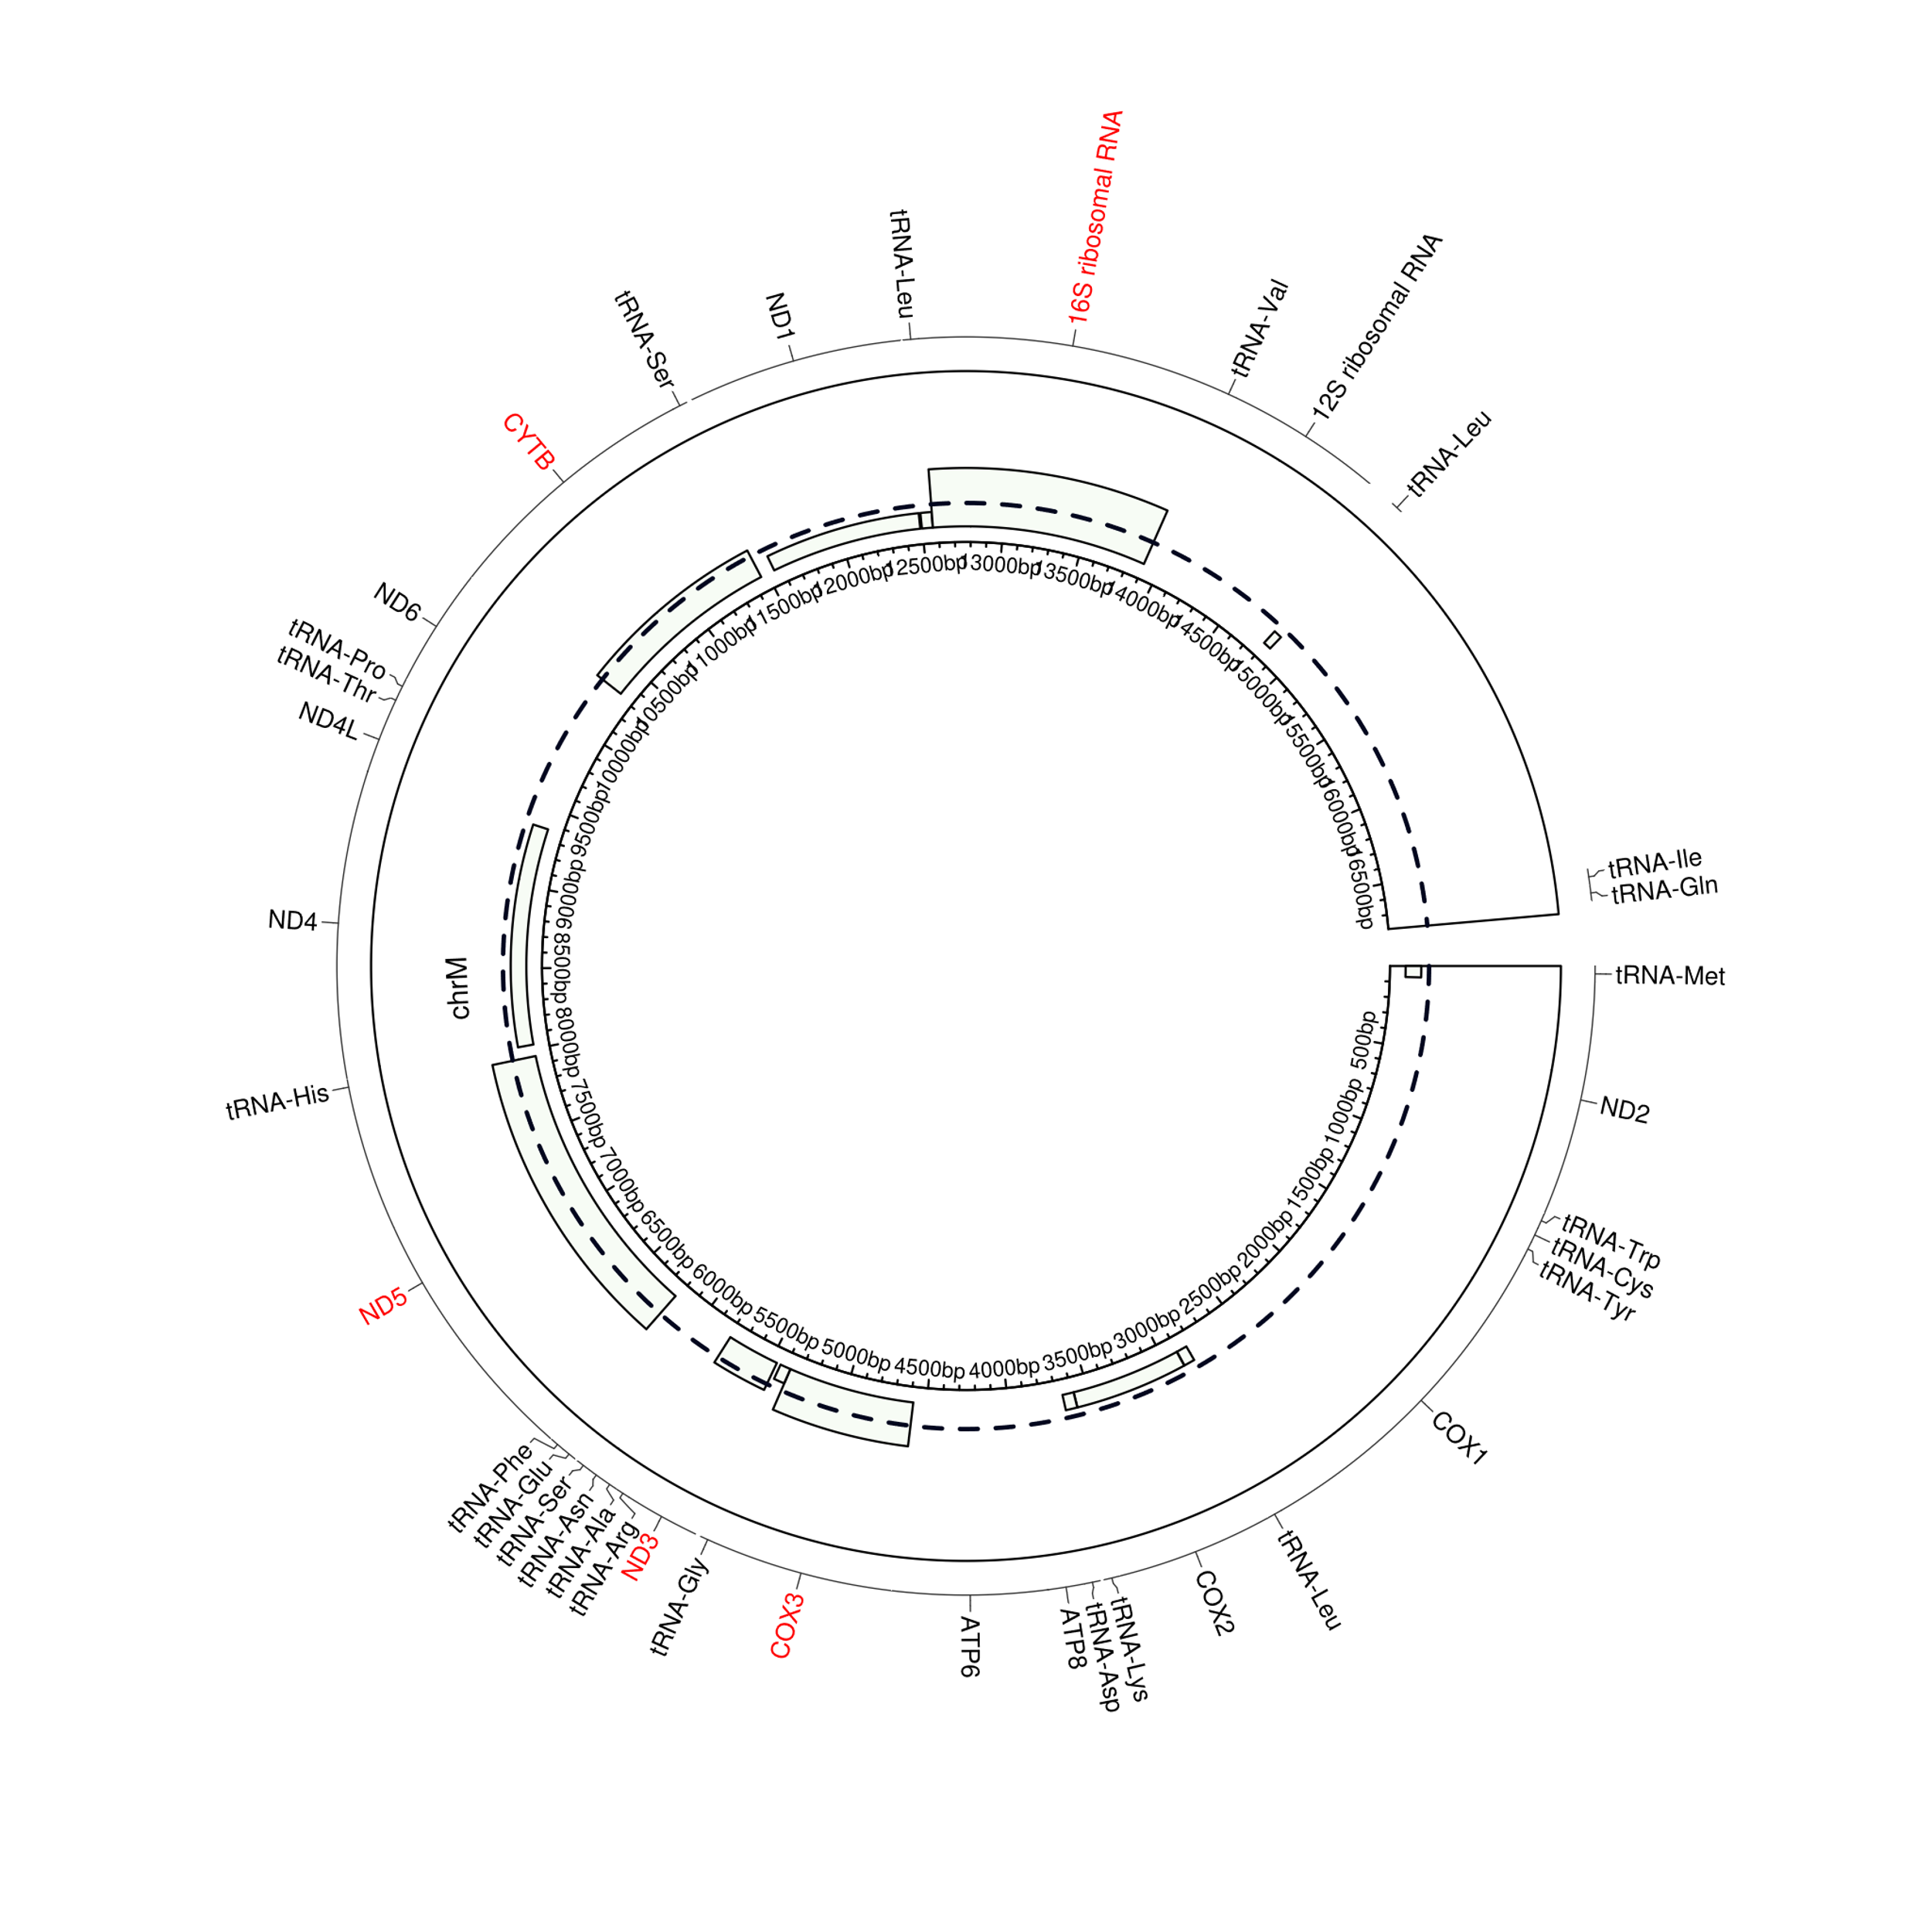 16S ribosomal RNA
tRNA-Val
12S ribosomal RNA
tRNA-Leu
tRNA-Ile
tRNA-Gln
tRNA-Met
ND2
tRNA-Trp
tRNA-Cys
tRNA-Tyr
COX1
tRNA-Leu
COX2
tRNA-Lys
tRNA-Asp
ATP8
ATP6
COX3
tRNA-Gly
ND3
tRNA-Arg
tRNA-Ala
tRNA-Asn
tRNA-Ser
tRNA-Glu
tRNA-Phe
ND5
tRNA-His
ND4
ND4L
tRNA-Thr
tRNA-Pro
ND6
CYTB
tRNA-Ser
ND1
tRNA-Leu
chrM
500bp
1000bp
1500bp
2000bp
2500bp
3000bp
3500bp
4000bp
4500bp
5000bp
5500bp
6000bp
6500bp
7000bp
7500bp
8000bp
8500bp
9000bp
9500bp
10000bp
10500bp
11000bp
11500bp
12000bp
12500bp
13000bp
13500bp
14000bp
14500bp
15000bp
15500bp
16000bp
16500bp